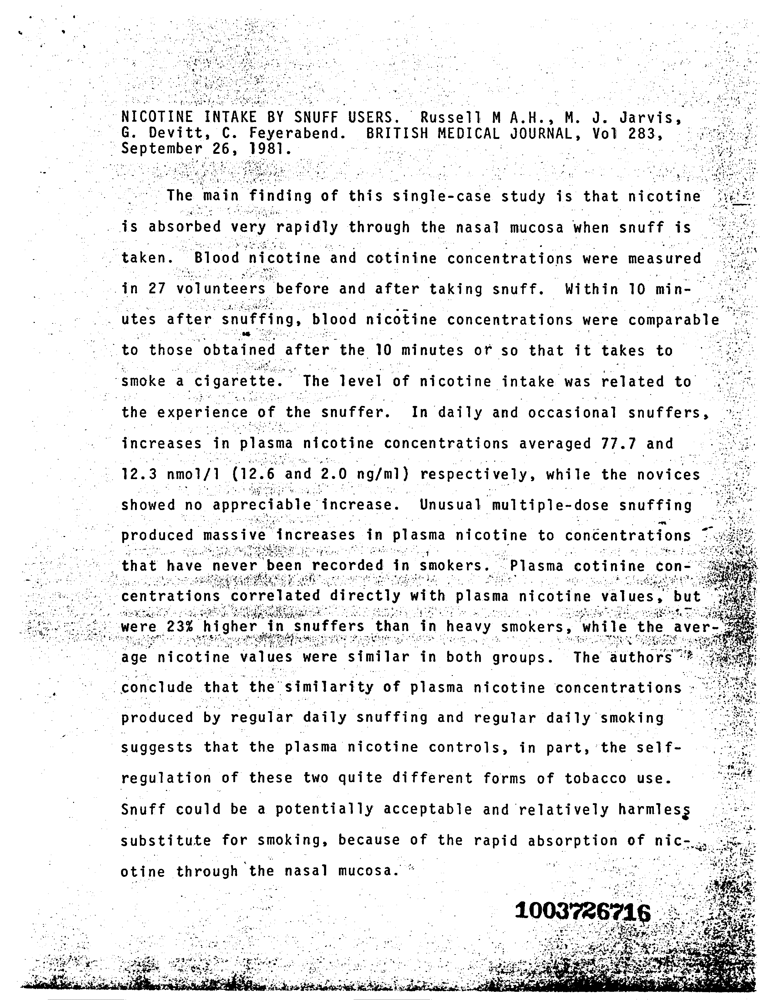 NICOTINE INTAKE BY SNUFF USERS. Russell M A.H., M. J. Jarvis,
G. Devitt, C. Feyerabend. BRITISH MEDICAL JOURNAL, Vol 283,
September 26, 1981.
The main finding of this single-case study is that nicotine
is absorbed very rapidly through the nasal mucosa when snuff is
taken. Blood nicotine and cotinine concentrations were measured
in 27 volunteers before and after taking snuff. Within 10 min-
utes after snuffing, blood nicotine concentrations were comparable
to those obtained after the 10 minutes or so that it takes to
smoke a cigarette. The level of nicotine intake was related to
the experience of the snuffer. In daily and occasional snuffers,
increases in plasma nicotine concentrations averaged 77.7 and
12.3 nmol/l (12.6 and 2.0 ng/ml) respectively, while the novices
showed no appreciable increase. Unusual multiple-dose snuffing
produced massive increases in plasma nicotine to concentrations
that have never been recorded in smokers. Plasma cotinine con-
centrations correlated directly with plasma nicotine values, but
were 23% higher in snuffers than in heavy smokers, while the aver-
age nicotine values were similar in both groups. The authors
conclude that the similarity of plasma nicotine concentrations
produced by regular daily snuffing and regular daily smoking
suggests that the plasma nicotine controls, in part, the self-
regulation of these two quite different forms of tobacco use.
Snuff could be a potentially acceptable and relatively harmless
substitute for smoking, because of the rapid absorption of nic-
otine through the nasal mucosa.
1003726716